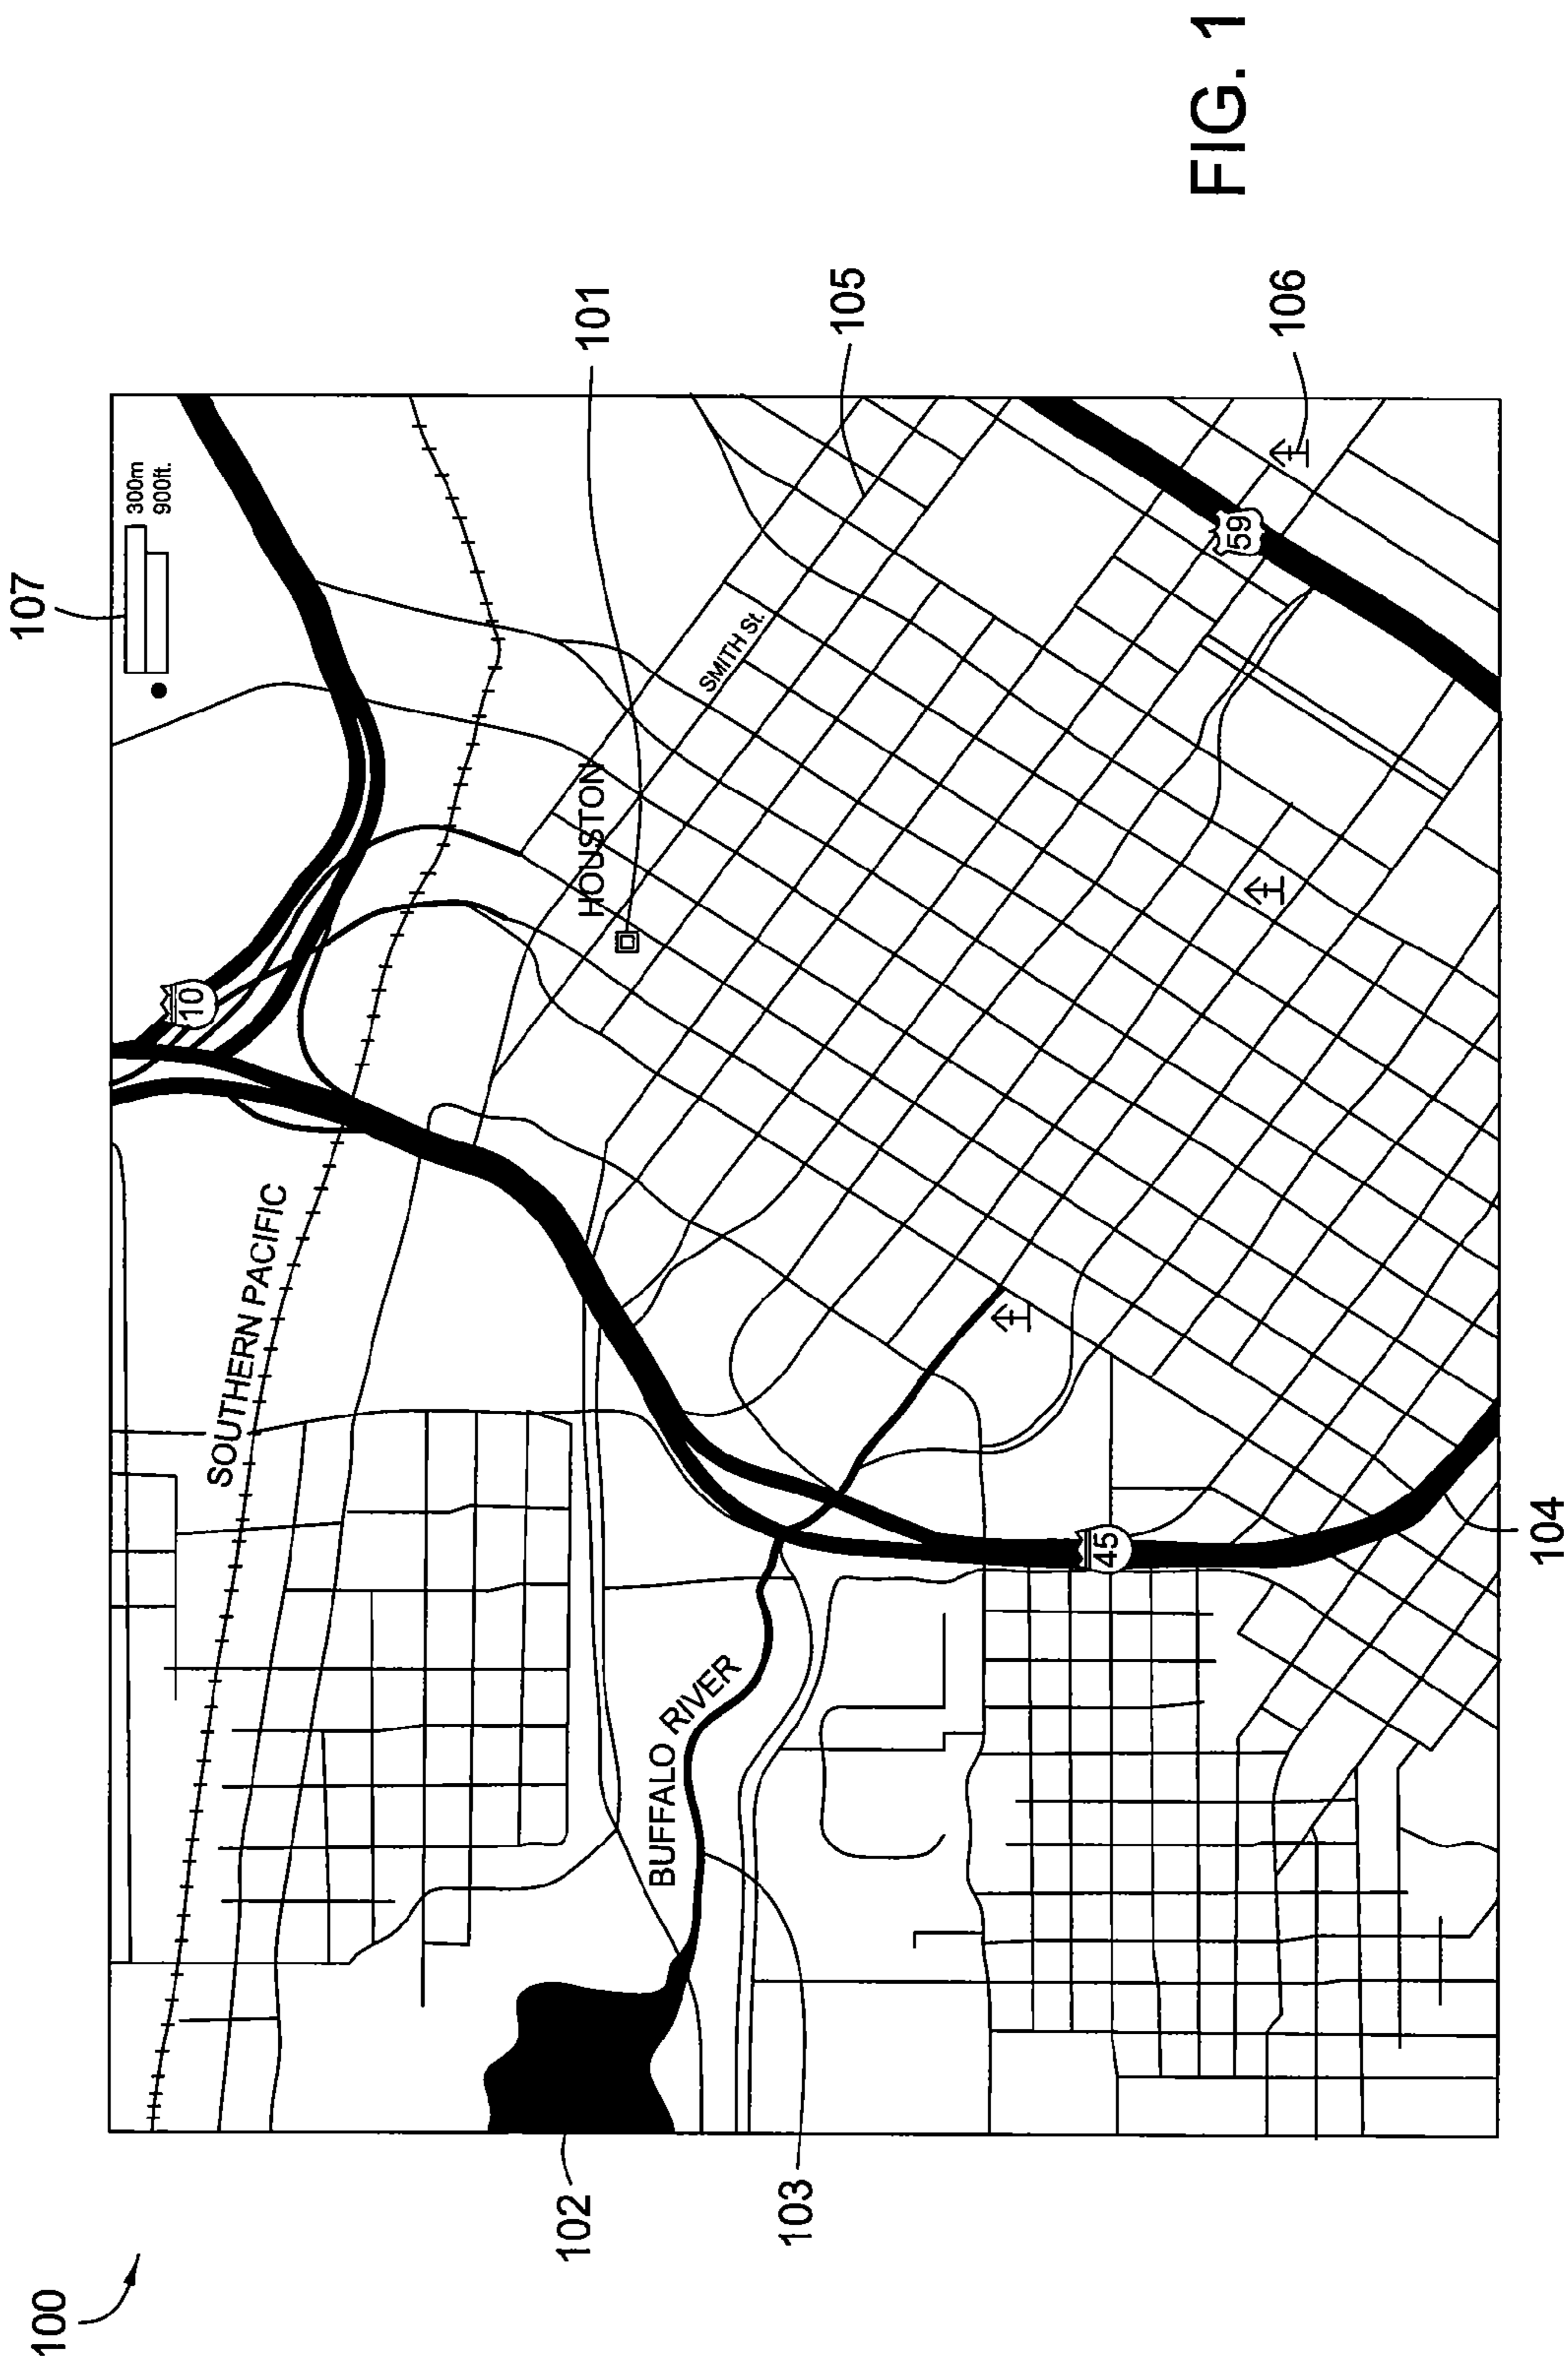 100
107
300m
900ft.
10
SOUTHERN PACIFIC
101
HOUSTON
102
BUFFALO RIVER
SMITH St.
103
105
45
59
106
104
FIG. 1